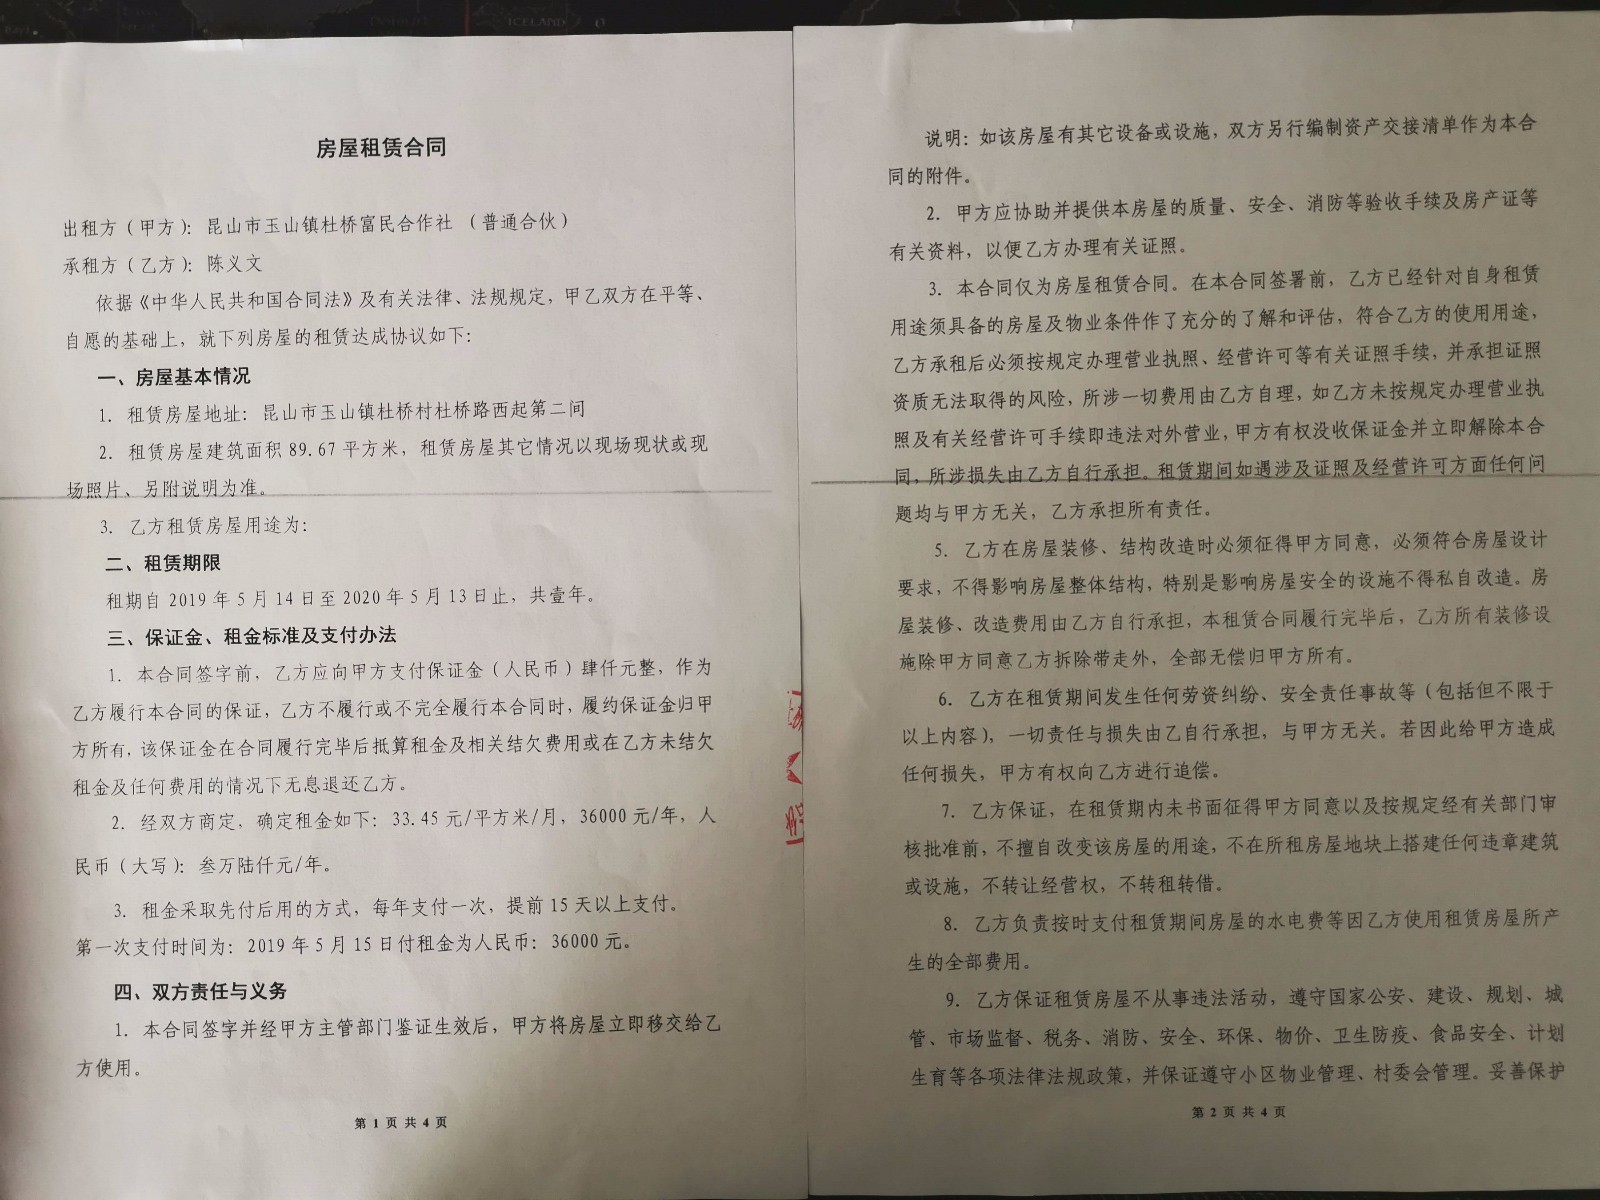 房屋租赁合同
出租方（甲方）：昆山市玉山镇杜桥富民合作社 （普通合伙）
承租方（乙方）：陈义文
依据《中华人民共和国合同法》及有关法律、法规规定，甲乙双方在平等、
自愿的基础上，就下列房屋的租赁达成协议如下：
一、房屋基本情况
1. 租赁房屋地址：昆山市玉山镇杜桥村杜桥路西起第二间
2. 租赁房屋建筑面积 89.67 平方米，租赁房屋其它情况以现场现状或现
场照片、另附说明为准。
3. 乙方租赁房屋用途为：
二、租赁期限
租期自 2019 年 5 月 14 日至 2020 年 5 月 13 日止，共壹年。
三、保证金、租金标准及支付办法
1. 本合同签字前，乙方应向甲方支付保证金（人民币）肆仟元整，作为
乙方履行本合同的保证，乙方不履行或不完全履行本合同时，履约保证金归甲
方所有，该保证金在合同履行完毕后抵算租金及相关结欠费用或在乙方未结欠
租金及任何费用的情况下无息退还乙方。
2. 经双方商定，确定租金如下：33.45 元/平方米/月，36000 元/年，人
民币（大写）：叁万陆仟元/年。
3. 租金采取先付后用的方式，每年支付一次，提前 15 天以上支付。
第一次支付时间为：2019 年 5 月 15 日付租金为人民币：36000 元。
四、双方责任与义务
1. 本合同签字并经甲方主管部门鉴证生效后，甲方将房屋立即移交给乙
方使用。
第 1 页 共 4 页
说明：如该房屋有其它设备或设施，双方另行编制资产交接清单作为本合
同的附件。
2. 甲方应协助并提供本房屋的质量、安全、消防等验收手续及房产证等
有关资料，以便乙方办理有关证照。
3. 本合同仅为房屋租赁合同。在本合同签署前，乙方已经针对自身租赁
用途须具备的房屋及物业条件作了充分的了解和评估，符合乙方的使用用途，
乙方承租后必须按规定办理营业执照、经营许可等有关证照手续，并承担证照
资质无法取得的风险，所涉一切费用由乙方自理，如乙方未按规定办理营业执
照及有关经营许可手续即违法对外营业，甲方有权没收保证金并立即解除本合
同，所涉损失由乙方自行承担。租赁期间如遇涉及证照及经营许可方面任何问
题均与甲方无关，乙方承担所有责任。
5. 乙方在房屋装修、结构改造时必须征得甲方同意，必须符合房屋设计
要求，不得影响房屋整体结构，特别是影响房屋安全的设施不得私自改造。房
屋装修、改造费用由乙方自行承担，本租赁合同履行完毕后，乙方所有装修设
施除甲方同意乙方拆除带走外，全部无偿归甲方所有。
6. 乙方在租赁期间发生任何劳资纠纷、安全责任事故等（包括但不限于
以上内容），一切责任与损失由乙自行承担，与甲方无关。若因此给甲方造成
任何损失，甲方有权向乙方进行追偿。
7. 乙方保证，在租赁期内未书面征得甲方同意以及按规定经有关部门审
核批准前，不擅自改变该房屋的用途，不在所租房屋地块上搭建任何违章建筑
或设施，不转让经营权，不转租转借。
8. 乙方负责按时支付租赁期间房屋的水电费等因乙方使用租赁房屋所产
生的全部费用。
9. 乙方保证租赁房屋不从事违法活动，遵守国家公安、建设、规划、城
管、市场监督、税务、消防、安全、环保、物价、卫生防疫、食品安全、计划
生育等各项法律法规政策，并保证遵守小区物业管理、村委会管理。妥善保护
第 2 页 共 4 页
ICELAND